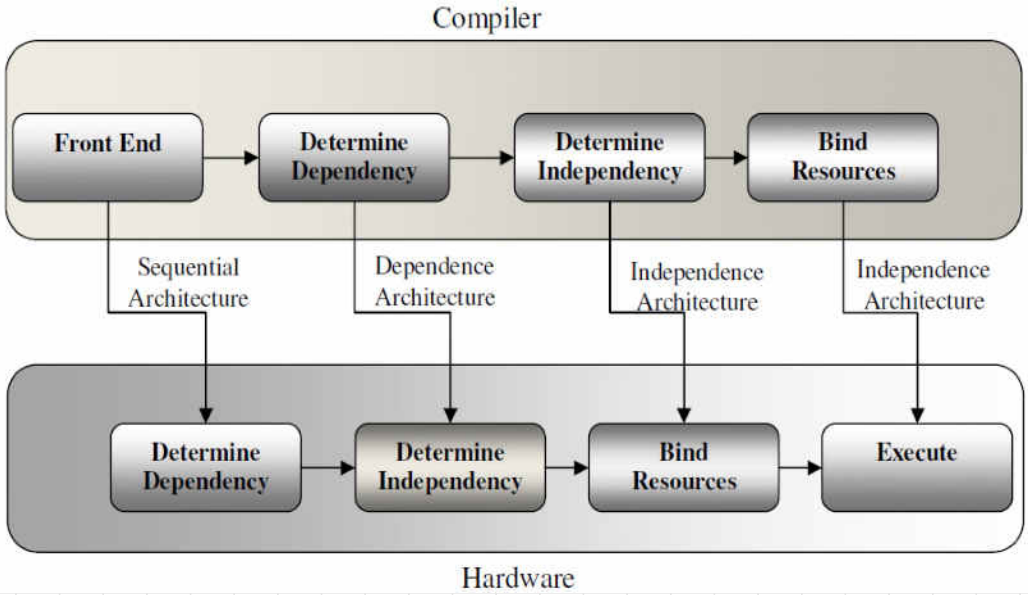 Compiler
Front End
Determine
Dependency
Determine
Independency
Bind
Resources
Sequential
Architecture
Dependence
Architecture
Independence
Architecture
Independence
Architecture
Determine
Dependency
Determine
Independency
Bind
Resources
Execute
Hardware